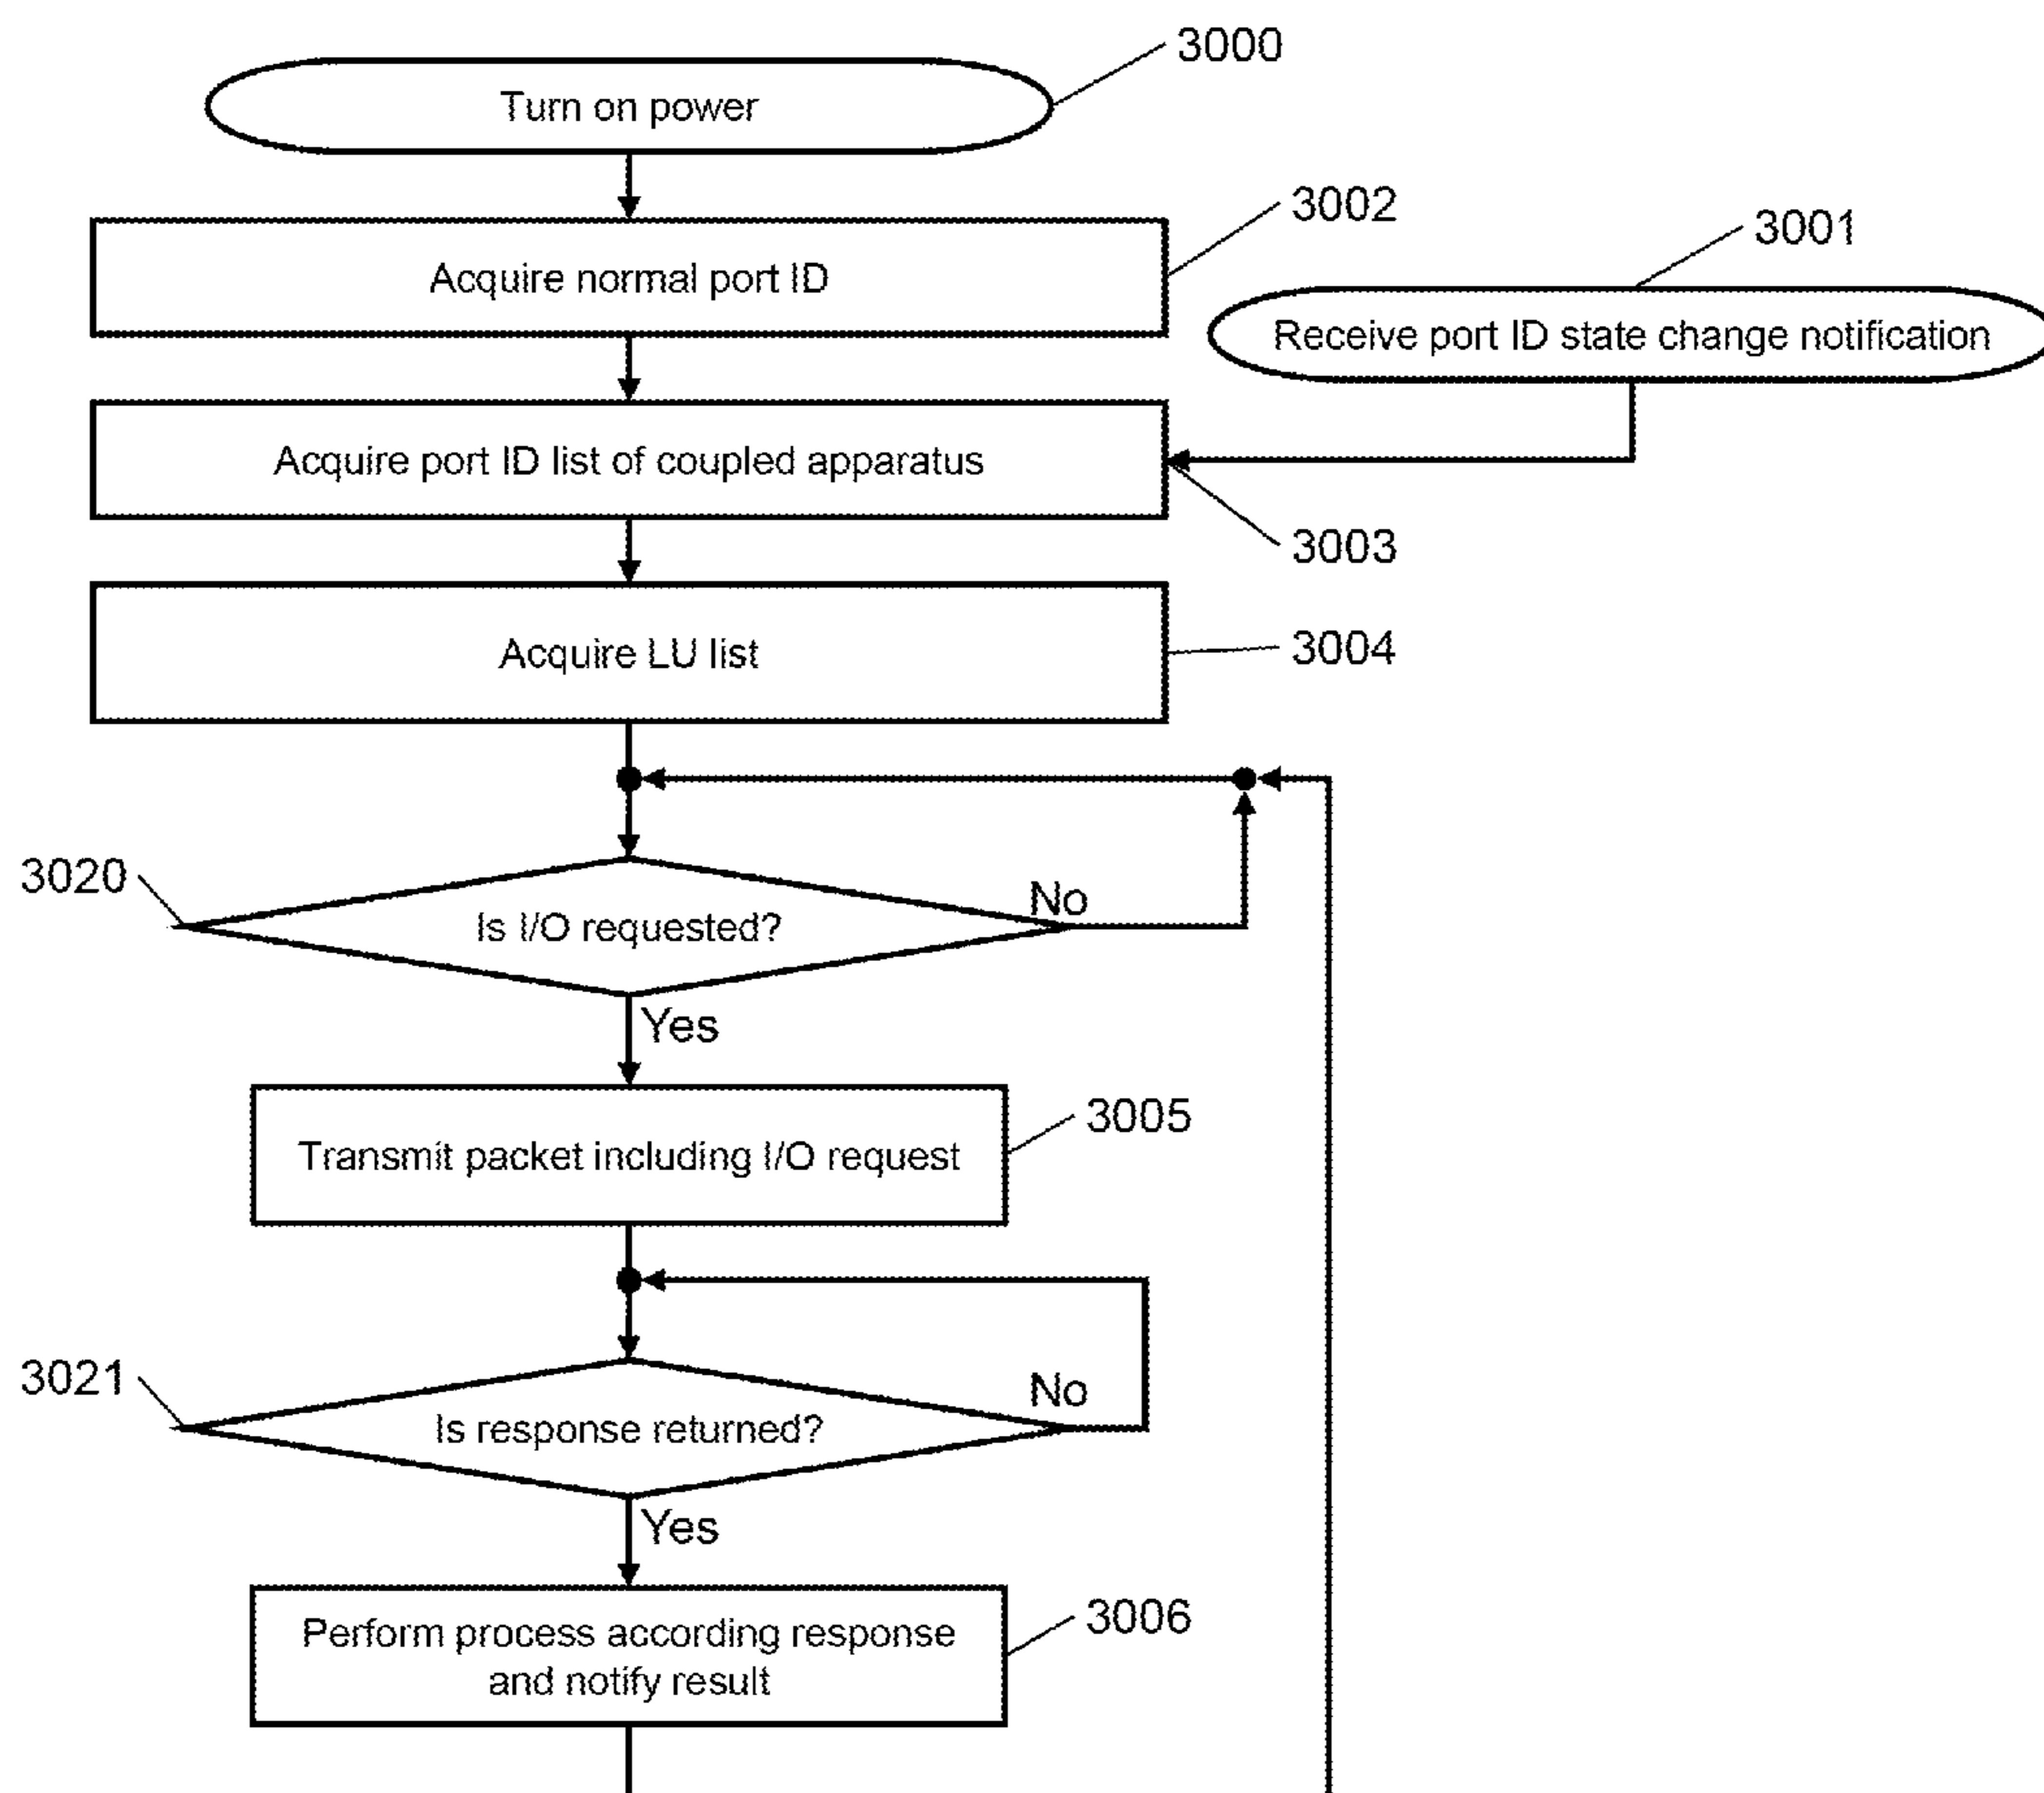 3000
Turn on power
3002
3001
Acquire normal port ID
Receive port ID state change notification
Acquire port ID list of coupled apparatus
3003
Acquire LU list
3004
3020
No
Is I/O requested?
Yes
3005
Transmit packet including I/O request
3021
No
Is response returned?
Yes
3006
Perform process according response
and notify result